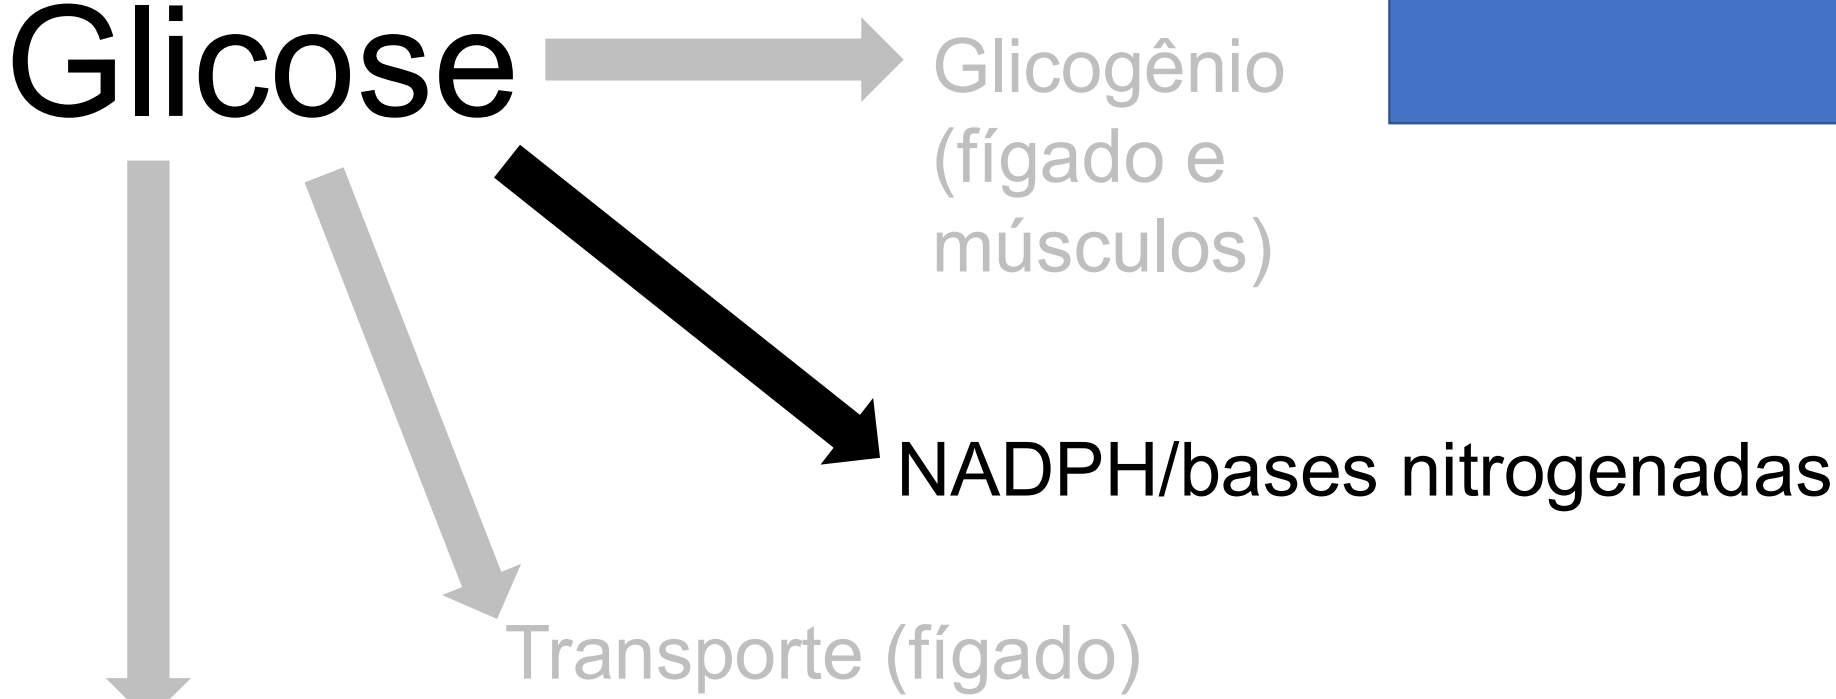 Glicose
Glicogênio
(fígado e
músculos)
NADPH/bases nitrogenadas
Transporte (fígado)